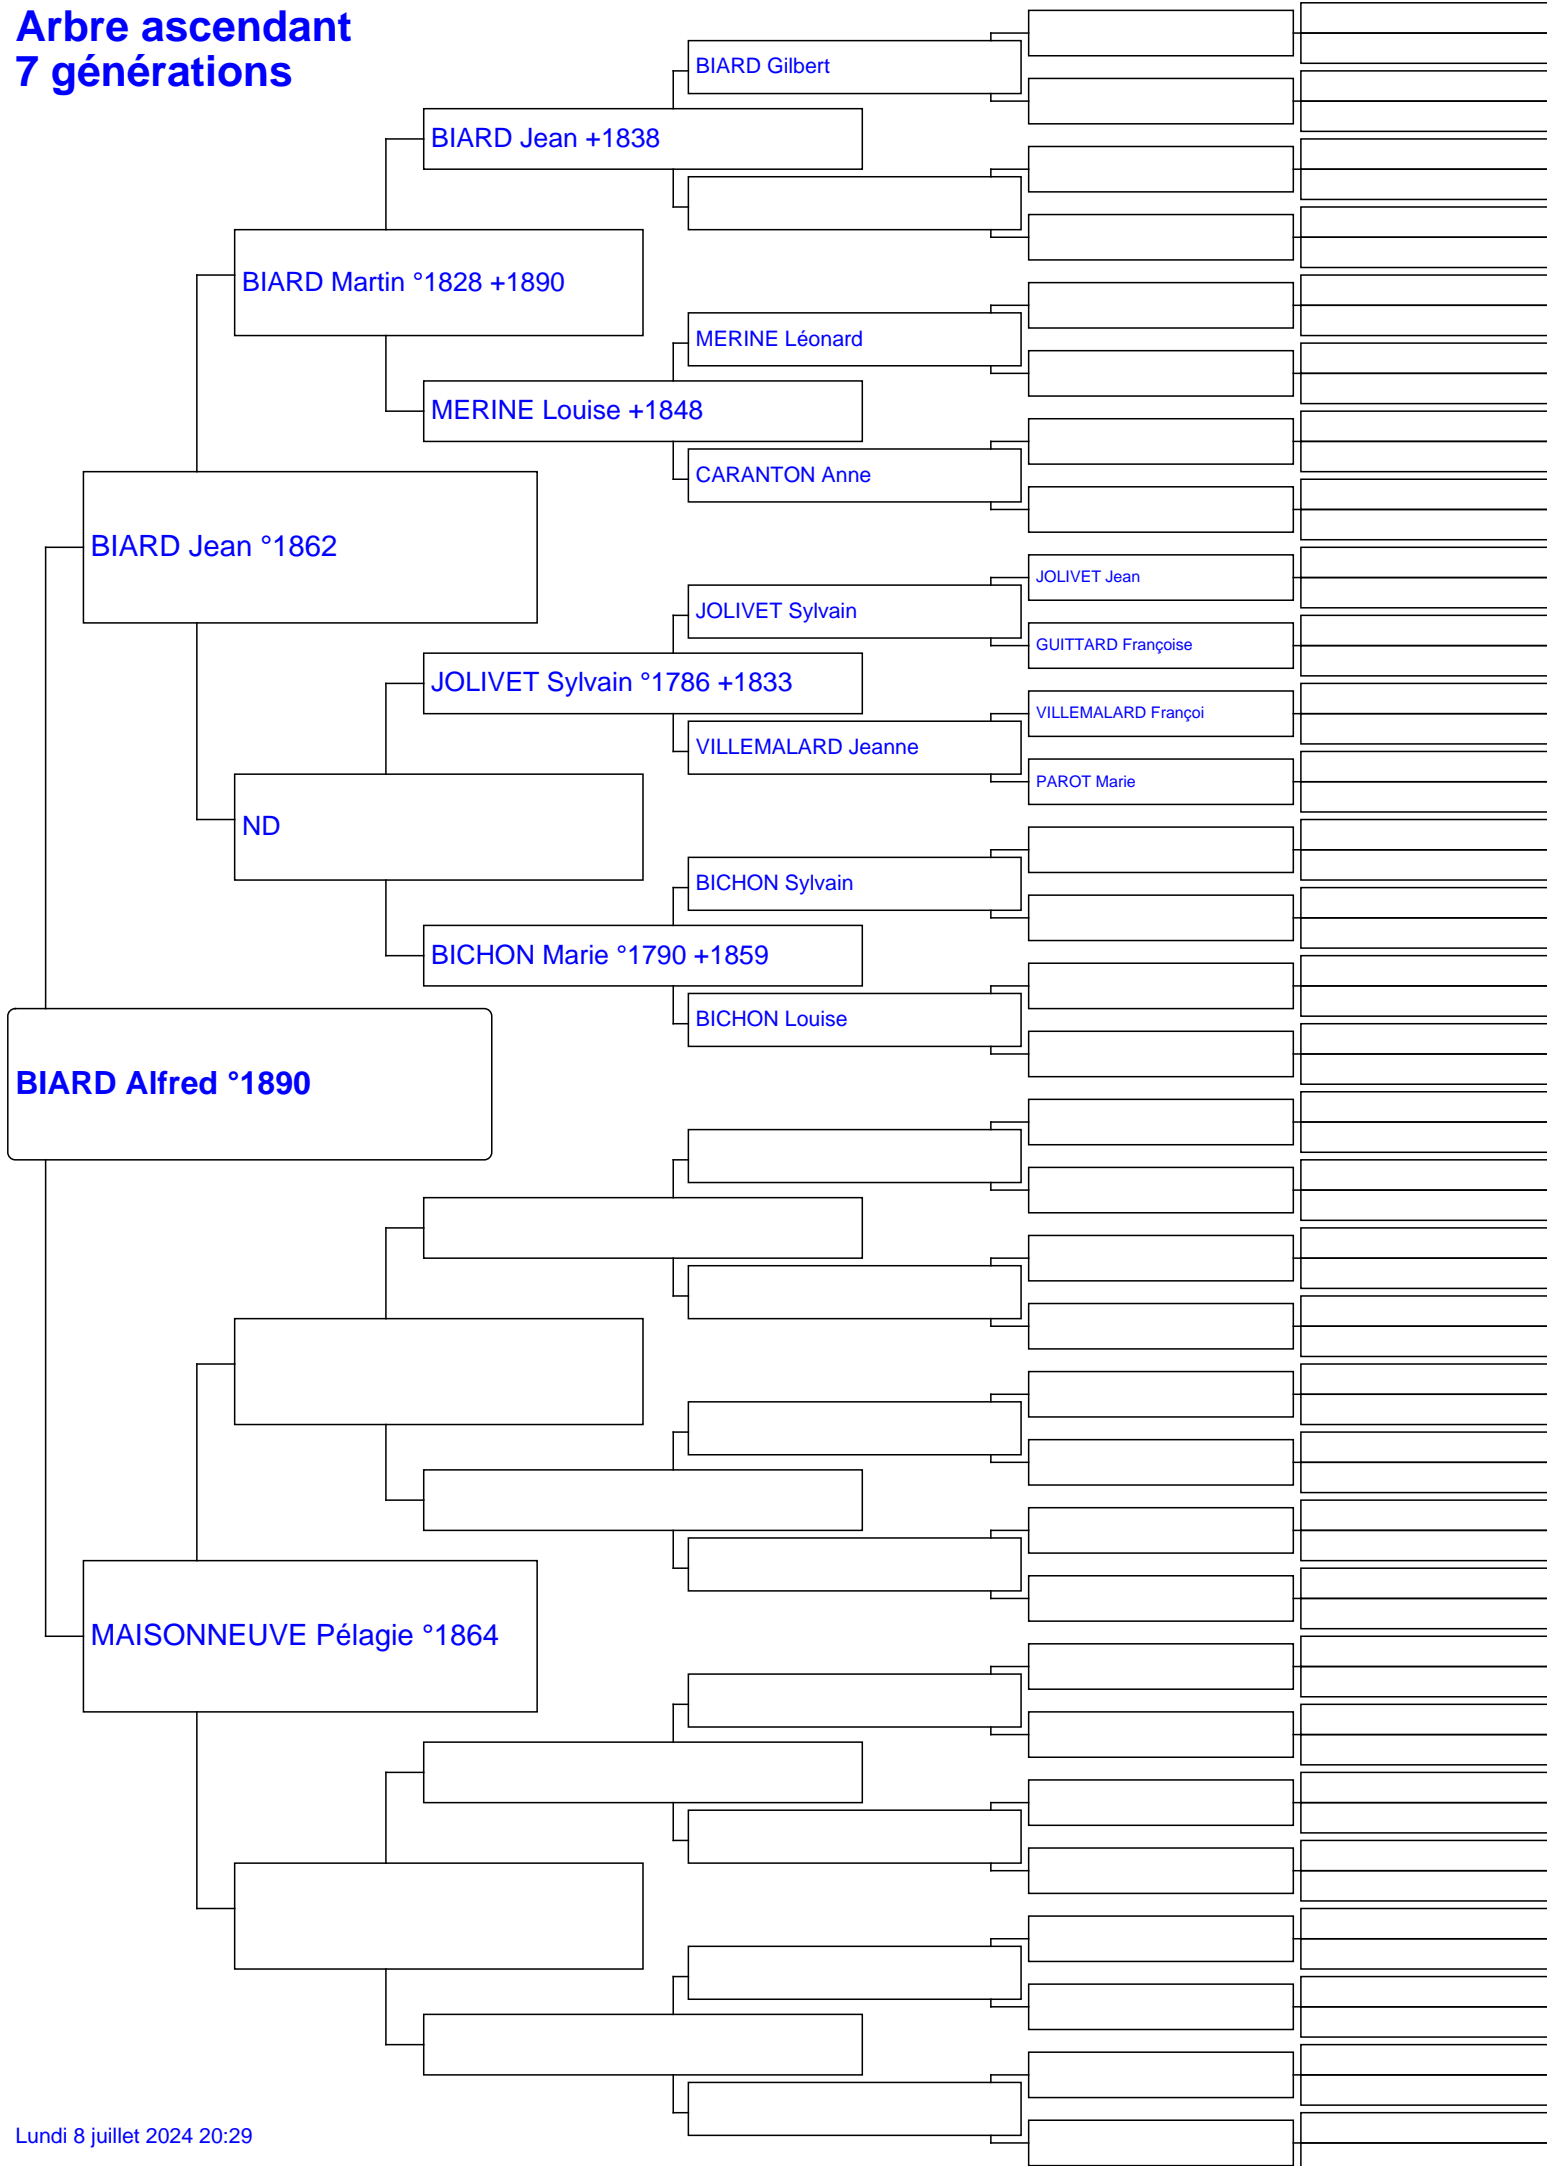 Arbre ascendant
7 générations
BIARD Gilbert
BIARD Jean +1838
BIARD Martin °1828 +1890
MERINE Léonard
MERINE Louise +1848
CARANTON Anne
BIARD Jean °1862
JOLIVET Jean
JOLIVET Sylvain
GUITTARD Françoise
JOLIVET Sylvain °1786 +1833
VILLEMALARD Françoi
VILLEMALARD Jeanne
PAROT Marie
ND
BICHON Sylvain
BICHON Marie °1790 +1859
BICHON Louise
BIARD Alfred °1890
MAISONNEUVE Pélagie °1864
Lundi 8 juillet 2024 20:29